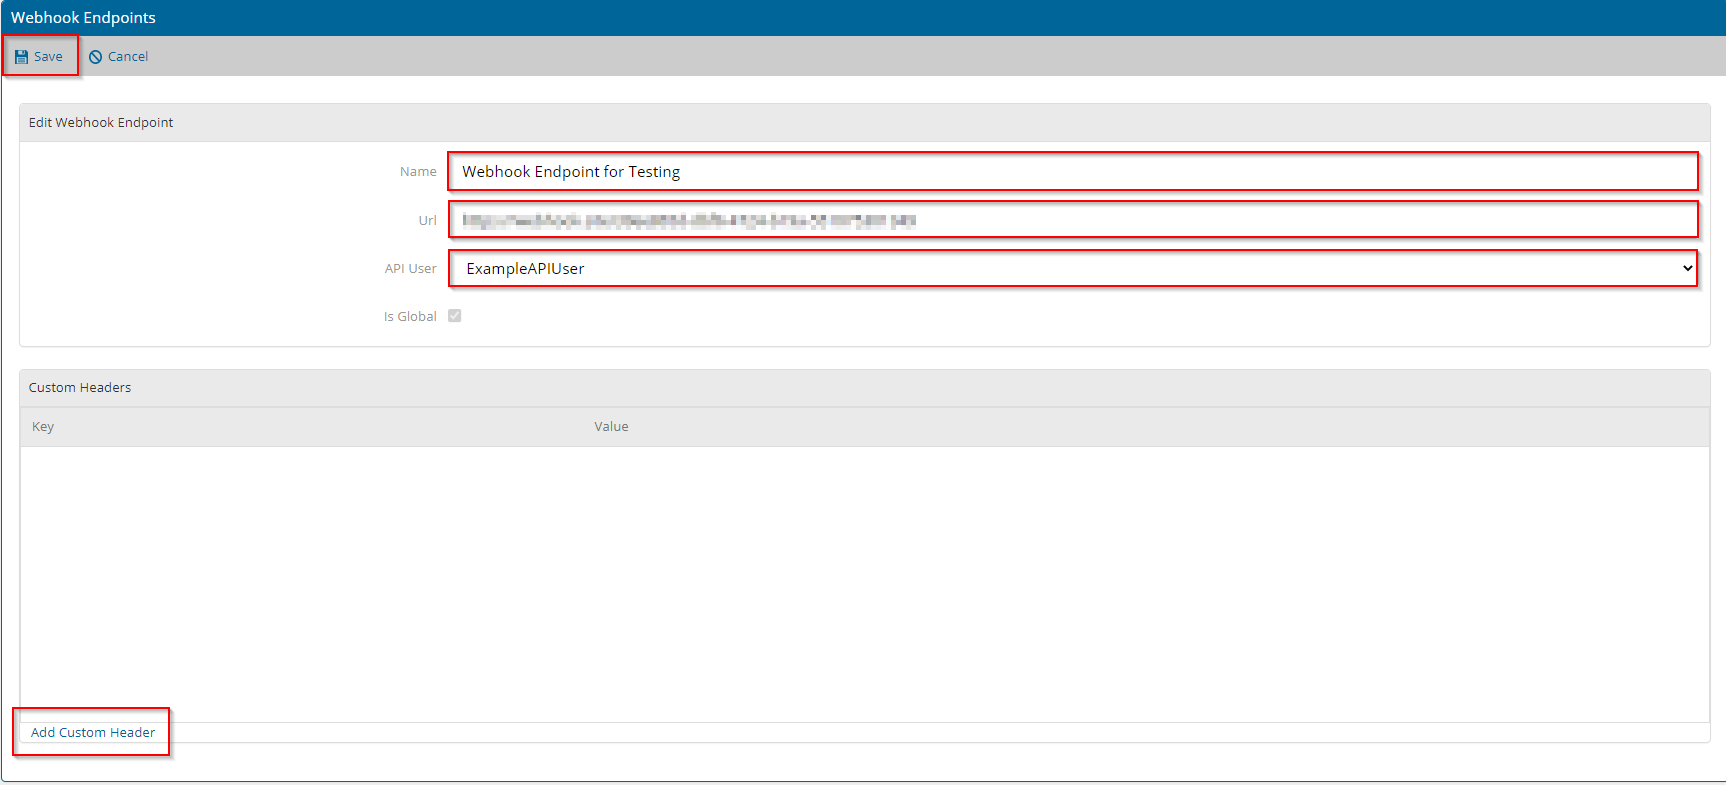 Webhook Endpoints
Save Cancel
Edit Webhook Endpoint
Name Webhook Endpoint for Testing
Url
API User ExampleAPIUser
Is Global
Custom Headers
Key Value
Add Custom Header